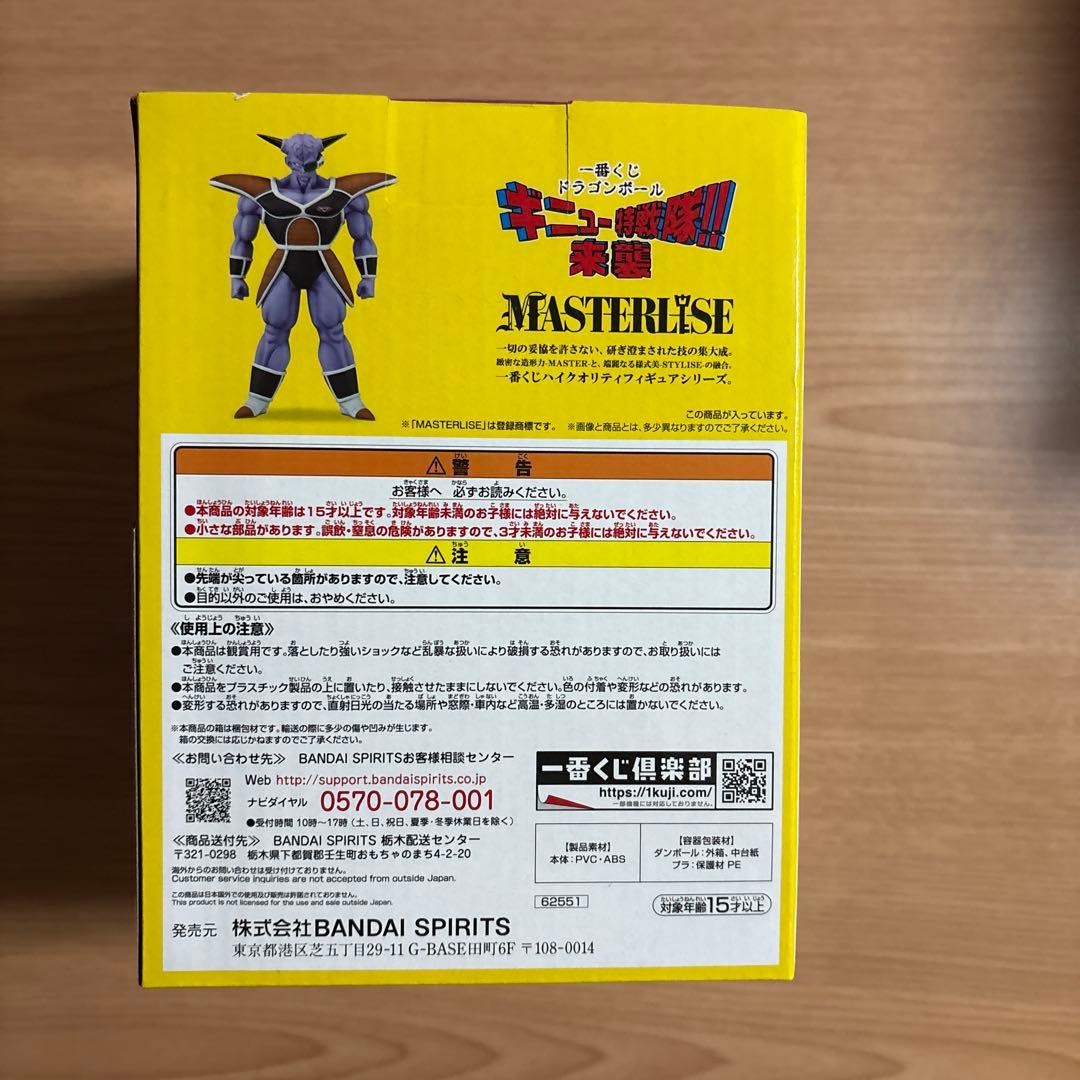 一番くじ
ドラゴンボール
ギニュー特戦隊!!!
来襲
MASTERLISE
一切の妥協を許さない、研ぎ澄まされた技の集大成。
緻密な造形力-MASTER-と、端麗なる様式美-STYLISE-の融合。
一番くじハイクオリティフィギュアシリーズ。
この商品が入っています。
※「MASTERLISE」は登録商標です。 ※画像と商品とは、多少異なりますのでご了承ください。
⚠警告
お客様へ 必ずお読みください。
●本商品の対象年齢は15才以上です。対象年齢未満のお子様には絶対に与えないでください。
●小さな部品があります。誤飲・窒息の危険がありますので、3才未満のお子様には絶対に与えないでください。
⚠注意
●先端が尖っている箇所がありますので、注意してください。
●目的以外のご使用は、おやめください。
《使用上の注意》
●本商品は観賞用です。落としたり強いショックなど乱暴な扱いにより破損する恐れがありますので、お取り扱いには
ご注意ください。
●本商品をプラスチック製品の上に置いたり、接触させたままにしないでください。色の付着や変形などの恐れがあります。
●変形する恐れがありますので、直射日光の当たる場所や窓際・車内など高温・多湿のところには置かないでください。
※本商品の箱は梱包材です。輸送の際に多少の傷や凹みが生じます。
箱の交換には応じかねますのでご了承ください。
≪お問い合わせ先≫ BANDAI SPIRITSお客様相談センター
Web http://support.bandaispirits.co.jp
ナビダイヤル 0570-078-001
●受付時間 10時～17時（土、日、祝日、夏季・冬季休業日を除く）
≪商品送付先≫ BANDAI SPIRITS 栃木配送センター
〒321-0298 栃木県下都賀郡壬生町おもちゃのまち4-2-20
海外からのお問い合わせは受け付けておりません。
Customer service inquiries are not accepted from outside Japan.
この商品は日本国外での使用及び販売は許諾されておりません。
This product is not licensed for the use and sale outside Japan.
発売元 株式会社BANDAI SPIRITS
東京都港区芝五丁目29-11 G-BASE田町6F 〒108-0014
一番くじ倶楽部
https://1kuji.com/
一部機種には対応しておりません。
【製品素材】
本体：PVC・ABS
【容器包装材】
ダンボール：外箱、中台紙
プラ：保護材 PE
62551
対象年齢15才以上